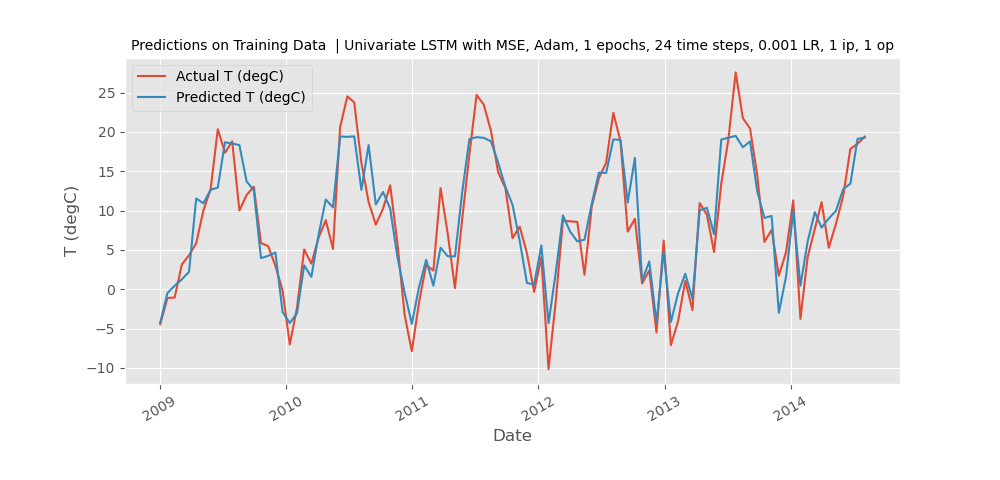 Predictions on Training Data | Univariate LSTM with MSE, Adam, 1 epochs, 24 time steps, 0.001 LR, 1 ip, 1 op
Actual T (degC)
Predicted T (degC)
25
20
15
10
5
0
−5
−10
T (degC)
2009
2010
2011
2012
2013
2014
Date